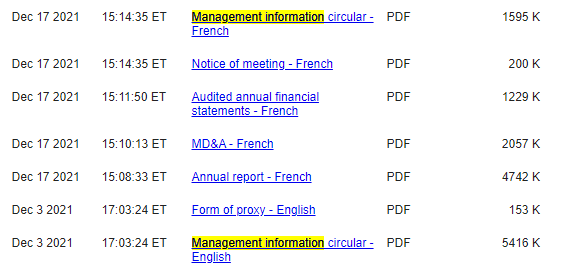 Dec 17 2021 15:14:35 ET Management information circular - PDF 1595 K
French
Dec 17 2021 15:14:35 ET Notice of meeting - French PDF 200 K
Dec 17 2021 15:11:50 ET Audited annual financial PDF 1229 K
statements - French
Dec 17 2021 15:10:13 ET MD&A - French PDF 2057 K
Dec 17 2021 15:08:33 ET Annual report - French PDF 4742 K
Dec 3 2021 17:03:24 ET Form of proxy - English PDF 153 K
Dec 3 2021 17:03:24 ET Management information circular - PDF 5416 K
English